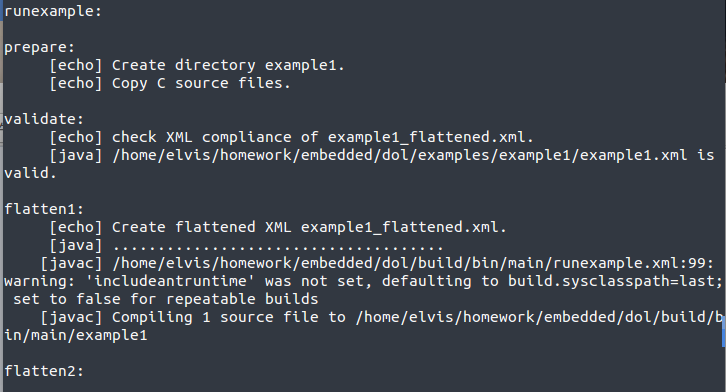 runexample:
prepare:
[echo] Create directory example1.
[echo] Copy C source files.
validate:
[echo] check XML compliance of example1_flattened.xml.
[java] /home/elvis/homework/embedded/dol/examples/example1/example1.xml is
valid.
flatten1:
[echo] Create flattened XML example1_flattened.xml.
[java] .....................................
[javac] /home/elvis/homework/embedded/dol/build/bin/main/runexample.xml:99:
warning: 'includeantruntime' was not set, defaulting to build.sysclasspath=last;
set to false for repeatable builds
[javac] Compiling 1 source file to /home/elvis/homework/embedded/dol/build/b
in/main/example1
flatten2: